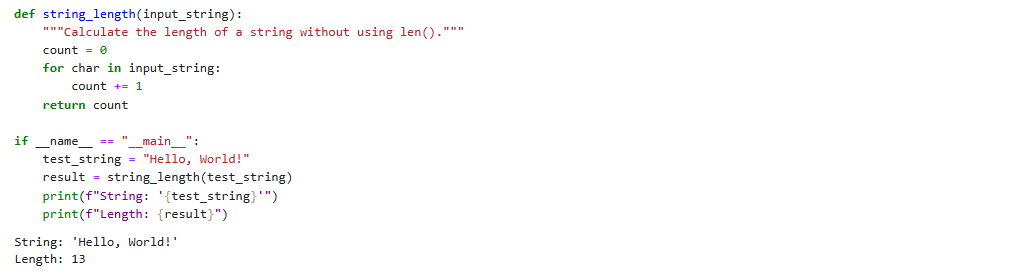 def string_length(input_string):
    """Calculate the length of a string without using len()."""
    count = 0
    for char in input_string:
        count += 1
    return count

if __name__ == "__main__":
    test_string = "Hello, World!"
    result = string_length(test_string)
    print(f"String: '{test_string}'")
    print(f"Length: {result}")
String: 'Hello, World!'
Length: 13